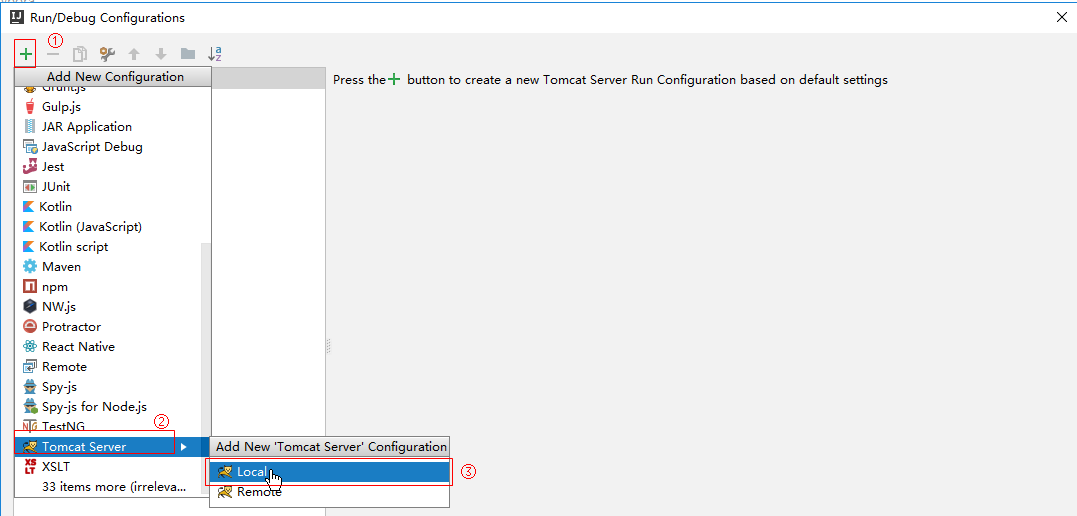 Run/Debug Configurations
①
Add New Configuration
Press the + button to create a new Tomcat Server Run Configuration based on default settings
Grunt.js
Gulp.js
JAR Application
JavaScript Debug
Jest
JUnit
Kotlin
Kotlin (JavaScript)
Kotlin script
Maven
npm
NW.js
Protractor
React Native
Remote
Spy-js
Spy-js for Node.js
②
TestNG
Tomcat Server
Add New 'Tomcat Server' Configuration
XSLT
Local
③
33 items more (irreleva...
Remote